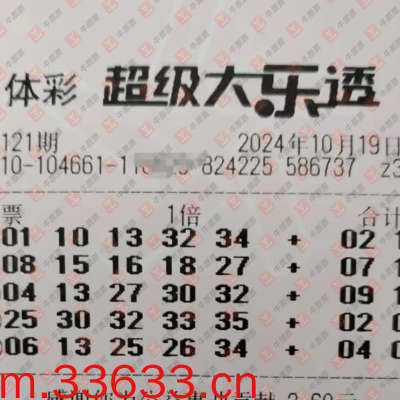 体彩 超级大乐透
121期 2024年10月19日
10-104661-110 824225 586737 z3
票 1倍 合计
01 10 13 32 34 + 02
08 15 16 18 27 + 07
04 13 27 30 32 + 09
25 30 32 33 35 + 02
06 13 25 26 34 + 04
m.33633.cn